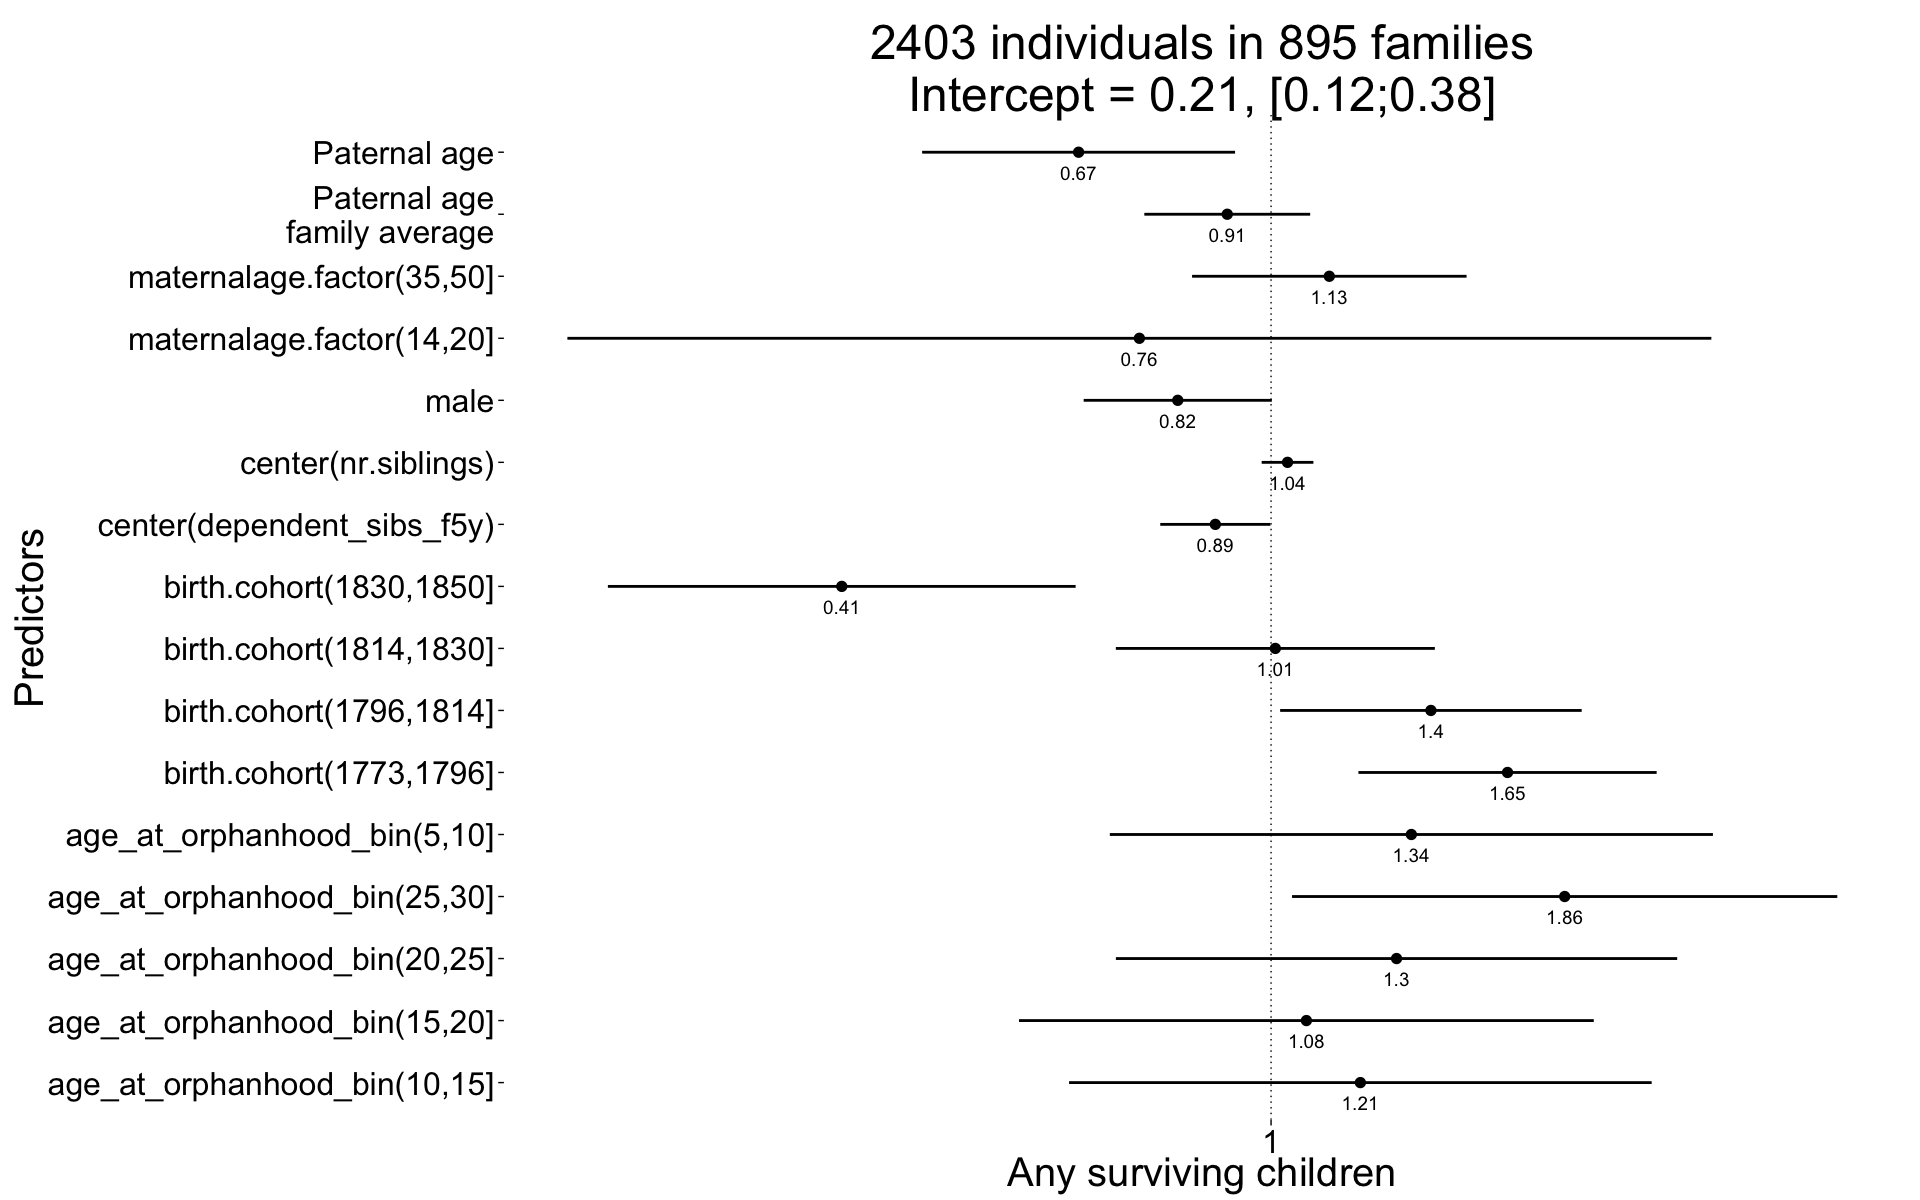 2403 individuals in 895 families
Intercept = 0.21, [0.12;0.38]
Paternal age
0.67
Paternal age
family average
0.91
maternalage.factor(35,50]
1.13
maternalage.factor(14,20]
0.76
male
0.82
center(nr.siblings)
1.04
center(dependent_sibs_f5y)
0.89
birth.cohort(1830,1850]
0.41
birth.cohort(1814,1830]
1.01
birth.cohort(1796,1814]
1.4
birth.cohort(1773,1796]
1.65
age_at_orphanhood_bin(5,10]
1.34
age_at_orphanhood_bin(25,30]
1.86
age_at_orphanhood_bin(20,25]
1.3
age_at_orphanhood_bin(15,20]
1.08
age_at_orphanhood_bin(10,15]
1.21
Predictors
1
Any surviving children